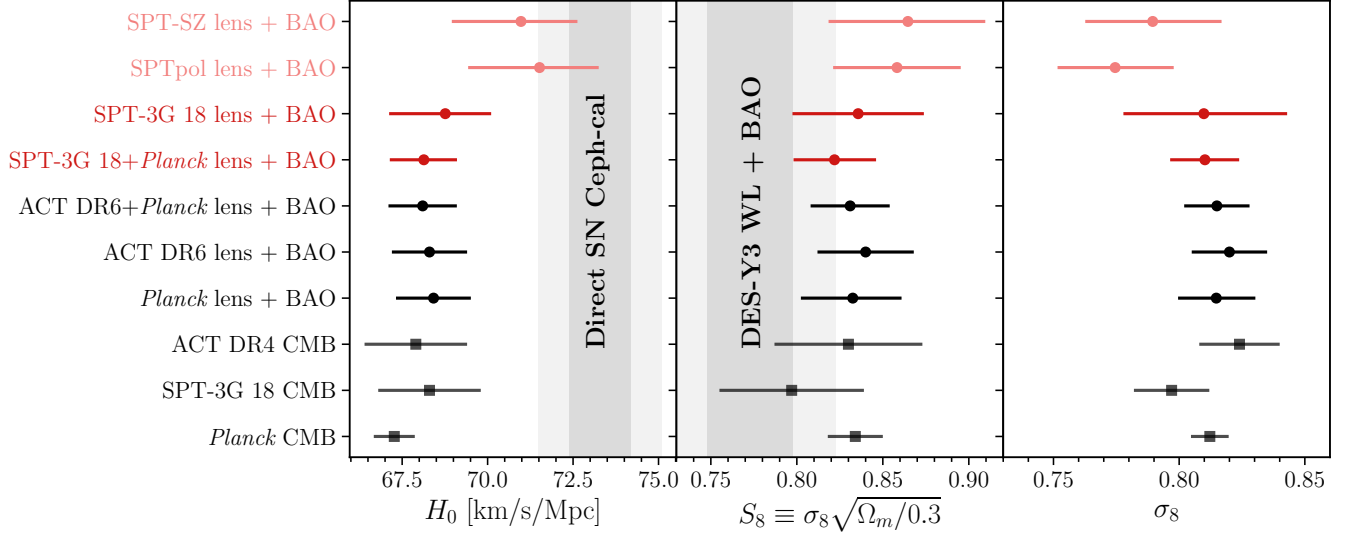 SPT-SZ lens + BAO
SPTpol lens + BAO
SPT-3G 18 lens + BAO
SPT-3G 18+Planck lens + BAO
ACT DR6+Planck lens + BAO
ACT DR6 lens + BAO
Planck lens + BAO
ACT DR4 CMB
SPT-3G 18 CMB
Planck CMB
Direct SN Ceph-cal
DES-Y3 WL + BAO
67.5 70.0 72.5 75.0
H₀ [km/s/Mpc]
0.75 0.80 0.85 0.90
S₈ ≡ σ₈√(Ωₘ/0.3)
0.75 0.80 0.85
σ₈